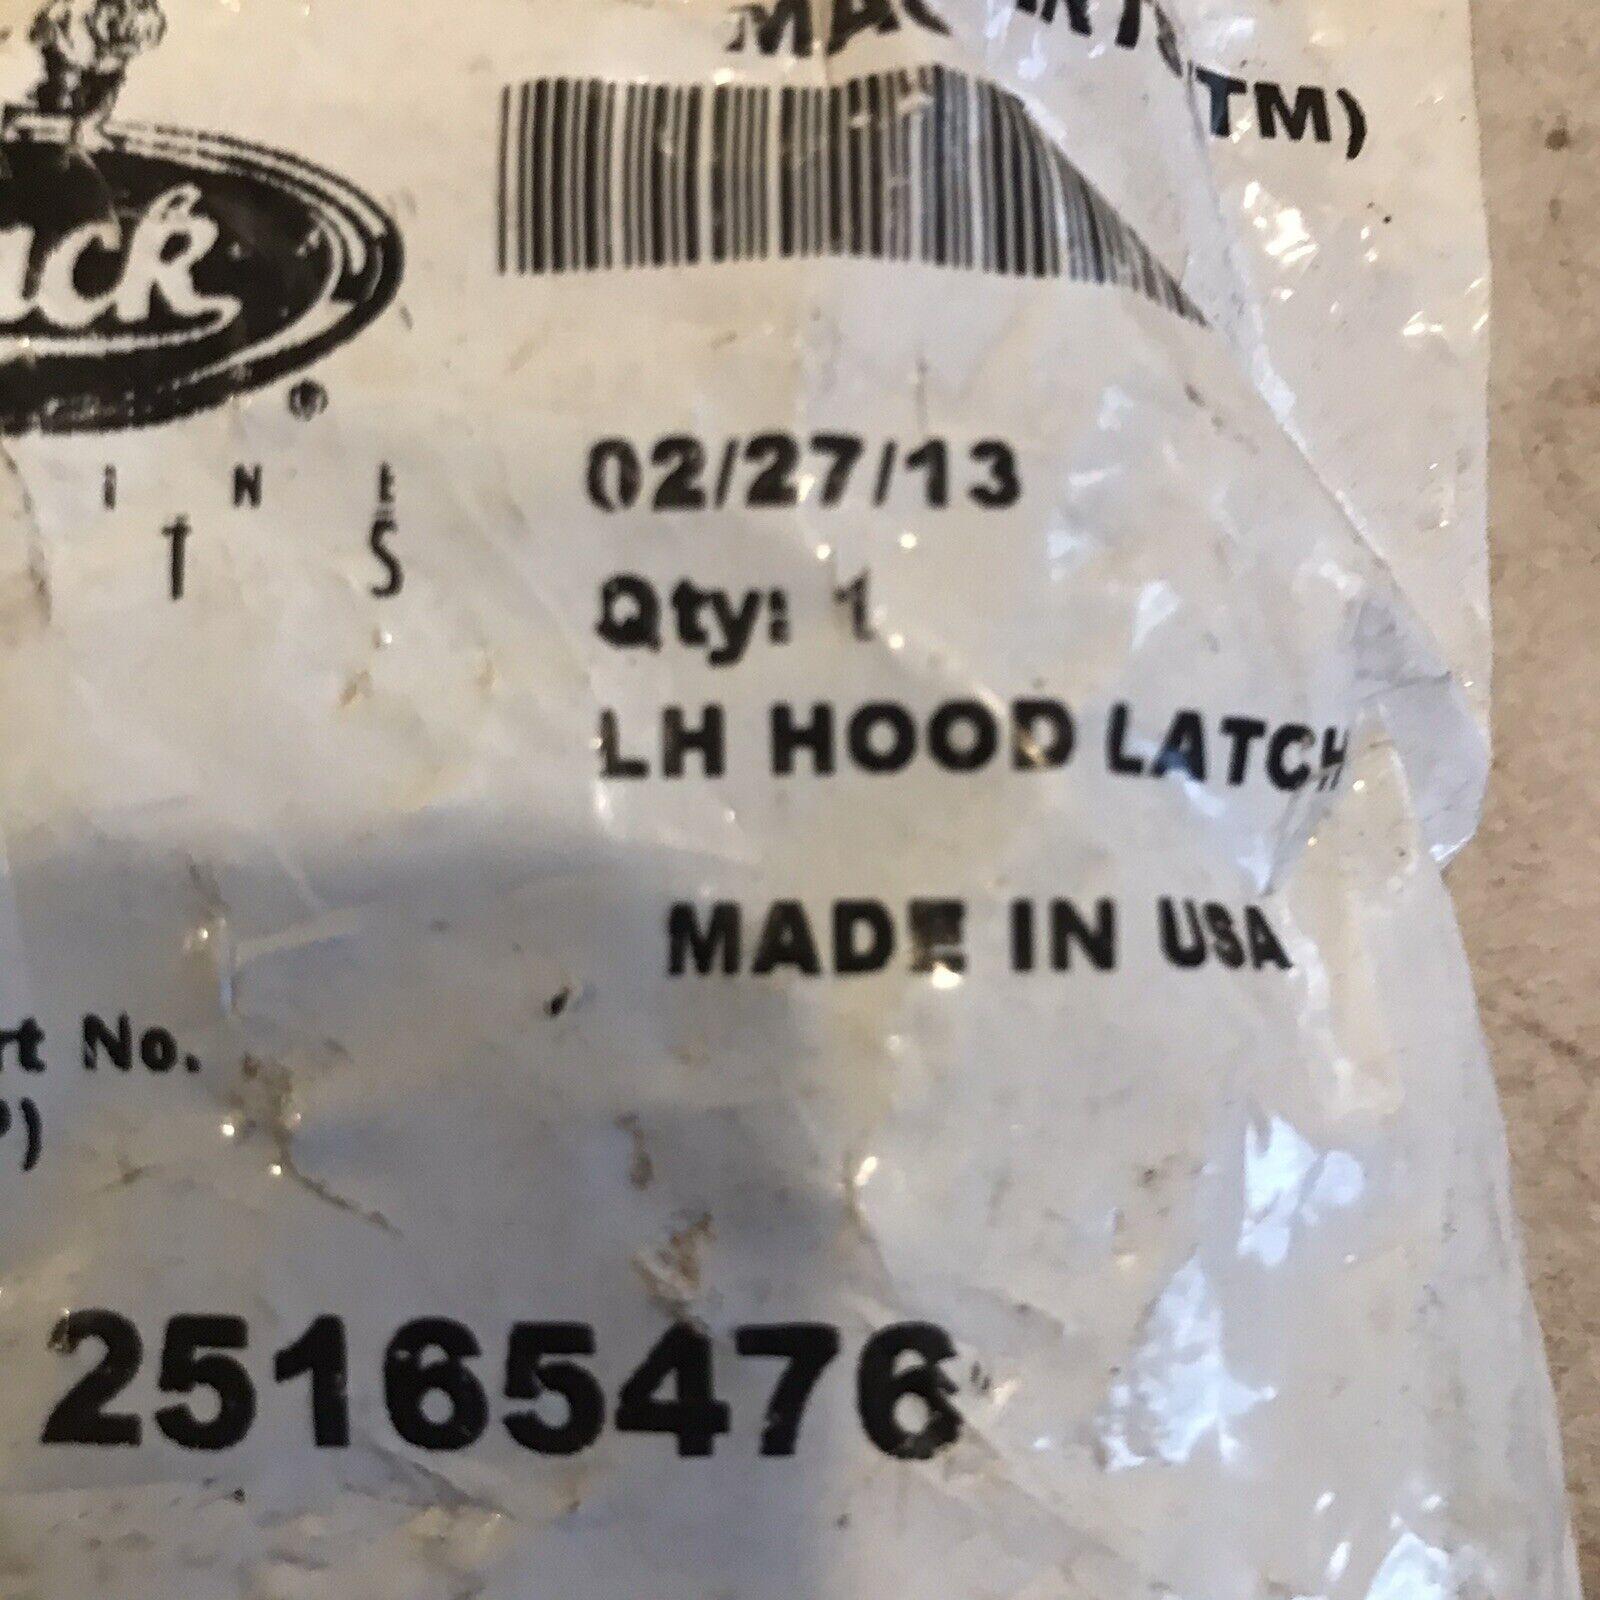 TM)
02/27/13
Qty: 1
LH HOOD LATCH
MADE IN USA
No.
25165476